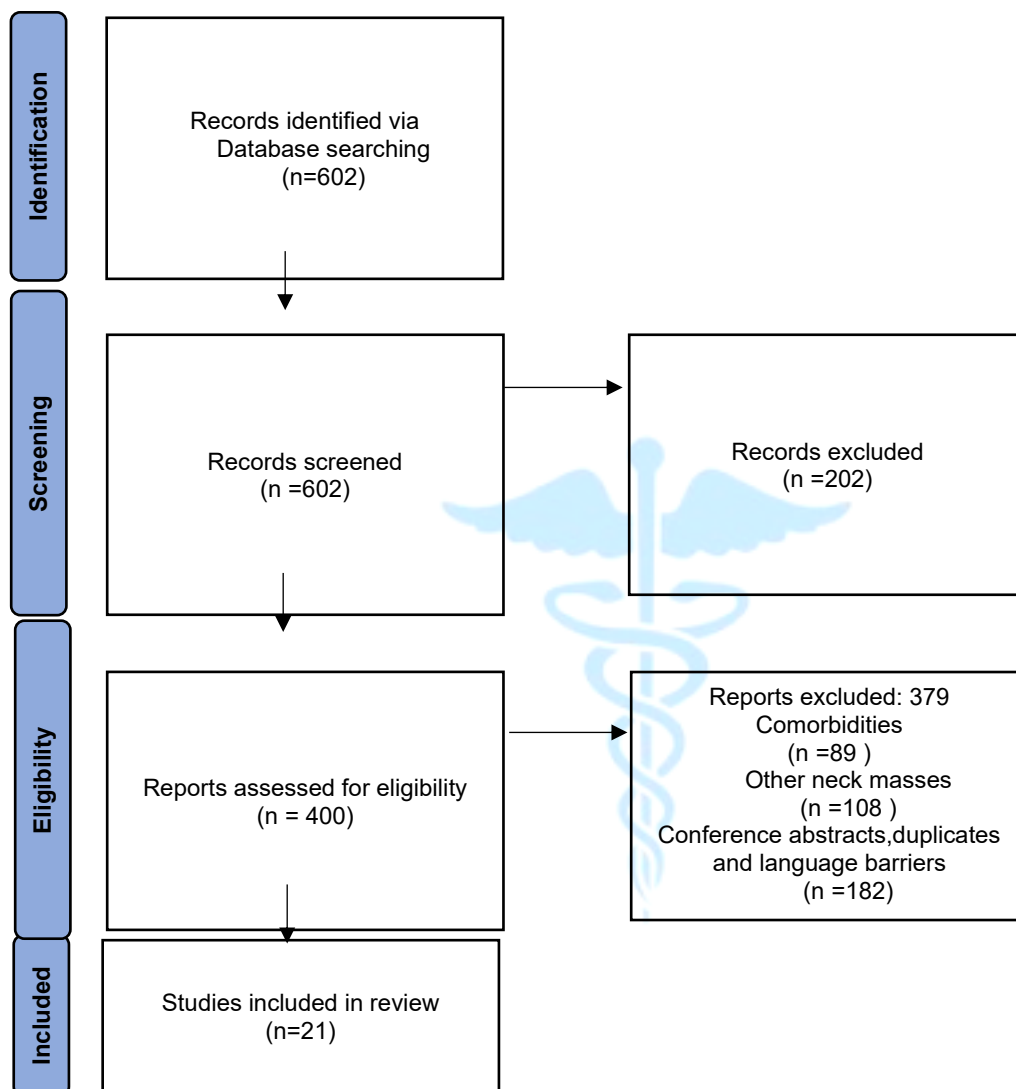 Identification
Records identified via
Database searching
(n=602)
Screening
Records screened
(n =602)
Records excluded
(n =202)
Eligibility
Reports assessed for eligibility
(n = 400)
Reports excluded: 379
Comorbidities
(n =89 )
Other neck masses
(n =108 )
Conference abstracts,duplicates
and language barriers
(n =182)
Included
Studies included in review
(n=21)